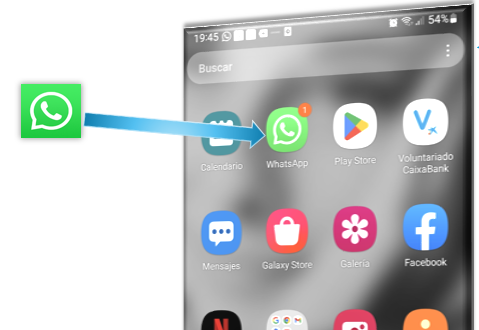 19:45 54%
Buscar
Calendario WhatsApp Play Store Voluntariado
CaixaBank
Mensajes Galaxy Store Galería Facebook
1